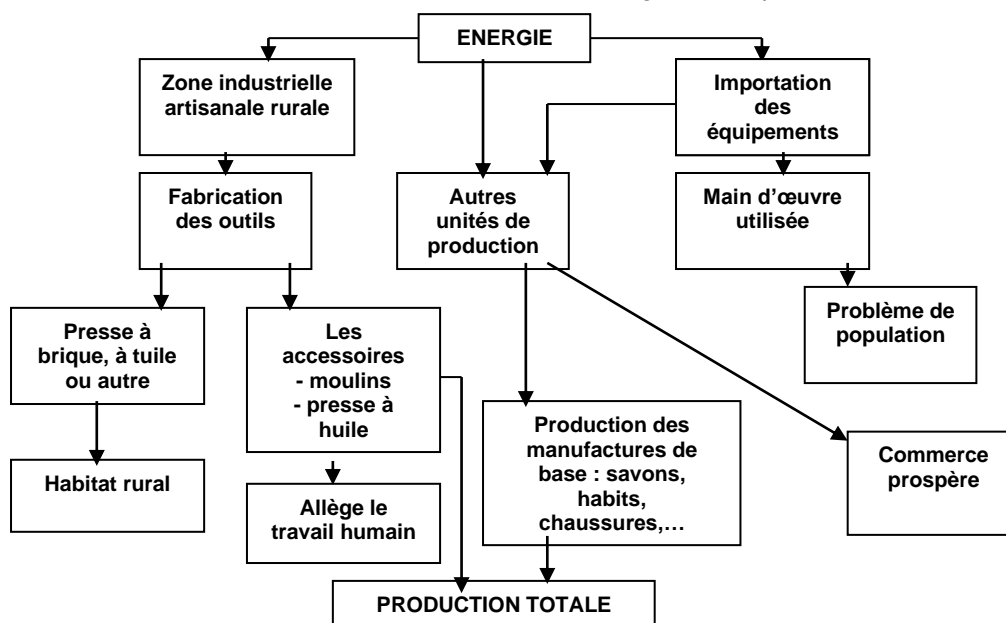 ENERGIE
Zone industrielle
artisanale rurale
Importation
des
équipements
Fabrication
des outils
Autres
unités de
production
Main d’œuvre
utilisée
Presse à
brique, à tuile
ou autre
Les
accessoires
- moulins
- presse à
huile
Problème de
population
Production des
manufactures de
base : savons,
habits,
chaussures,…
Commerce
prospère
Habitat rural
Allège le
travail humain
PRODUCTION TOTALE